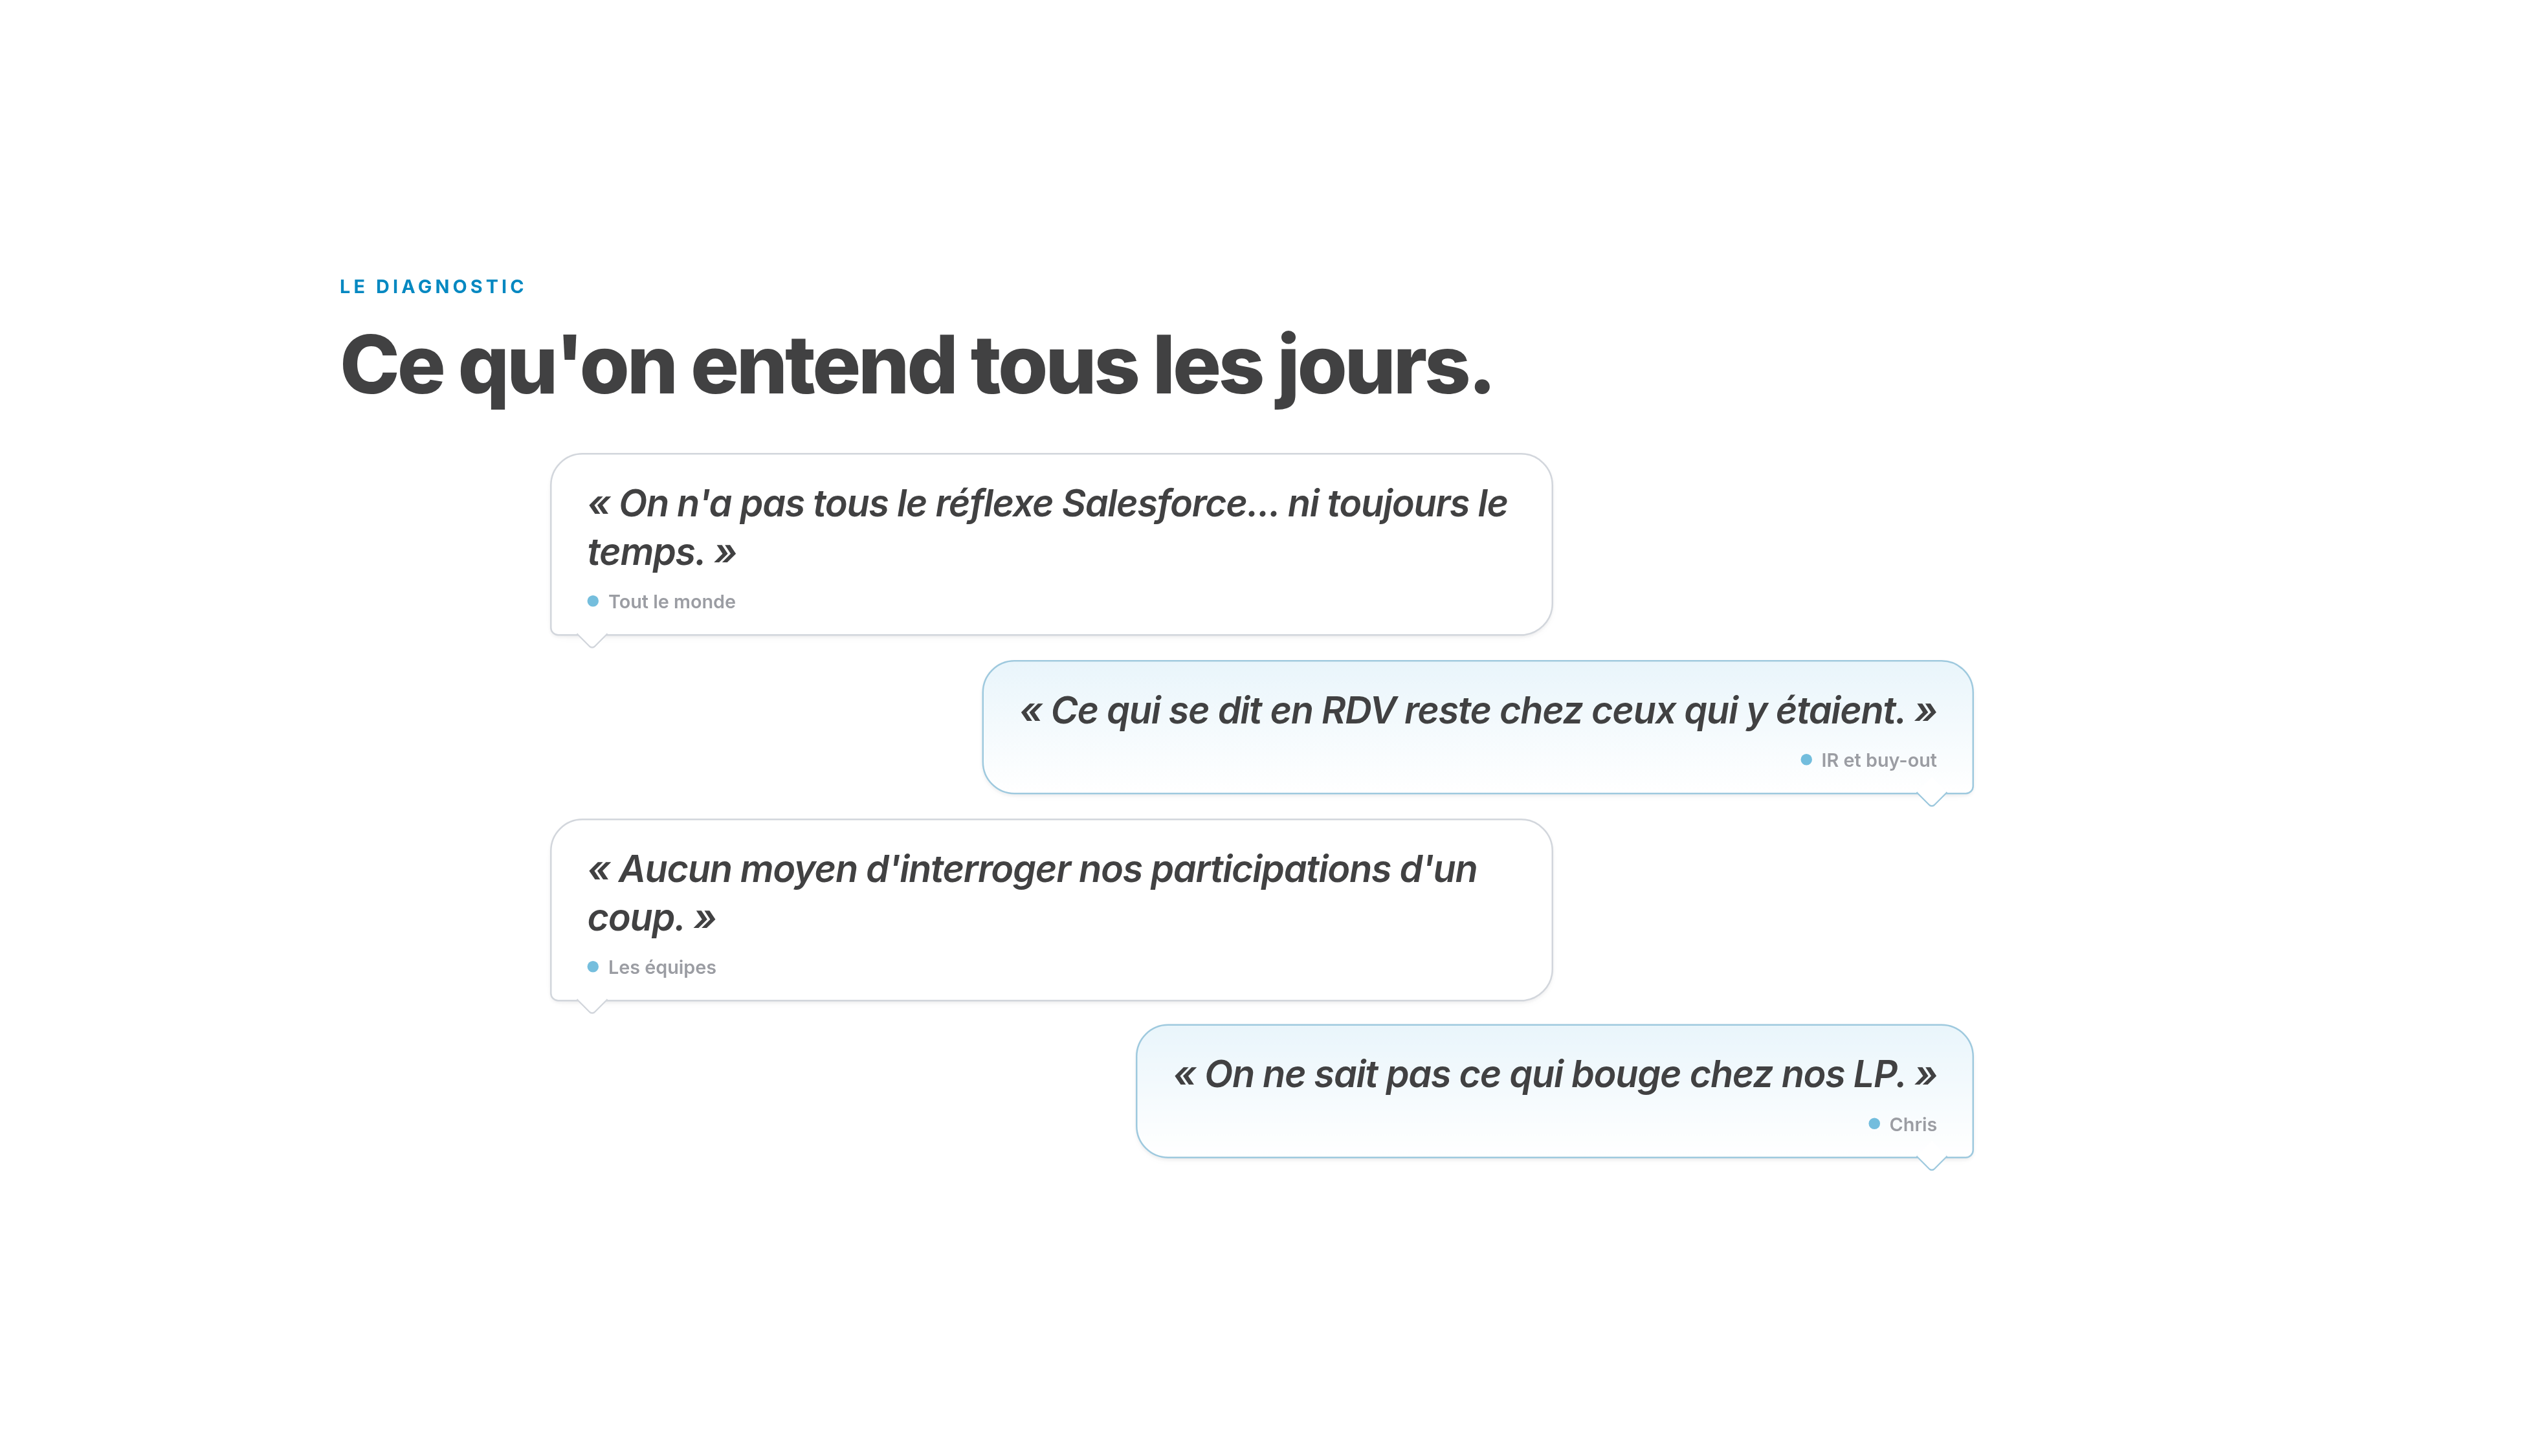 LE DIAGNOSTIC
Ce qu'on entend tous les jours.
« On n'a pas tous le réflexe Salesforce... ni toujours le
temps. »
Tout le monde
« Ce qui se dit en RDV reste chez ceux qui y étaient. »
IR et buy-out
« Aucun moyen d'interroger nos participations d'un
coup. »
Les équipes
« On ne sait pas ce qui bouge chez nos LP. »
Chris